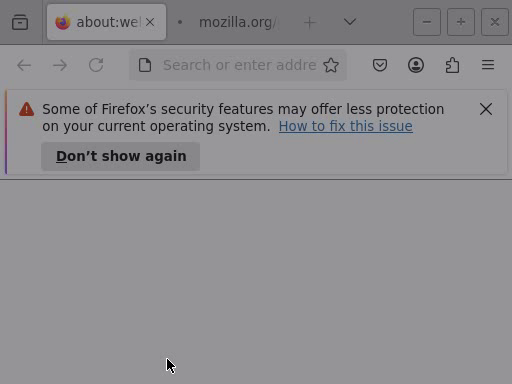 about:wel
mozilla.org/
Search or enter addre
Some of Firefox’s security features may offer less protection
on your current operating system. How to fix this issue
Don’t show again